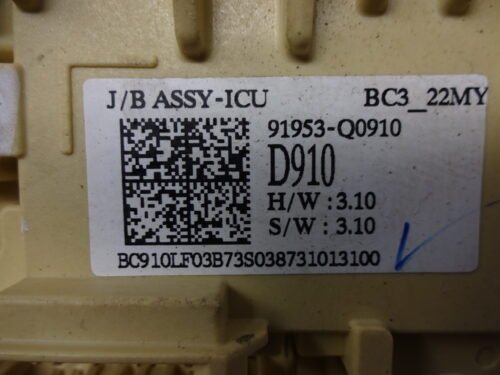 J/B ASSY-ICU BC3_22MY
91953-Q0910
D910
H/W : 3.10
S/W : 3.10
BC910LF03B73S038731013100